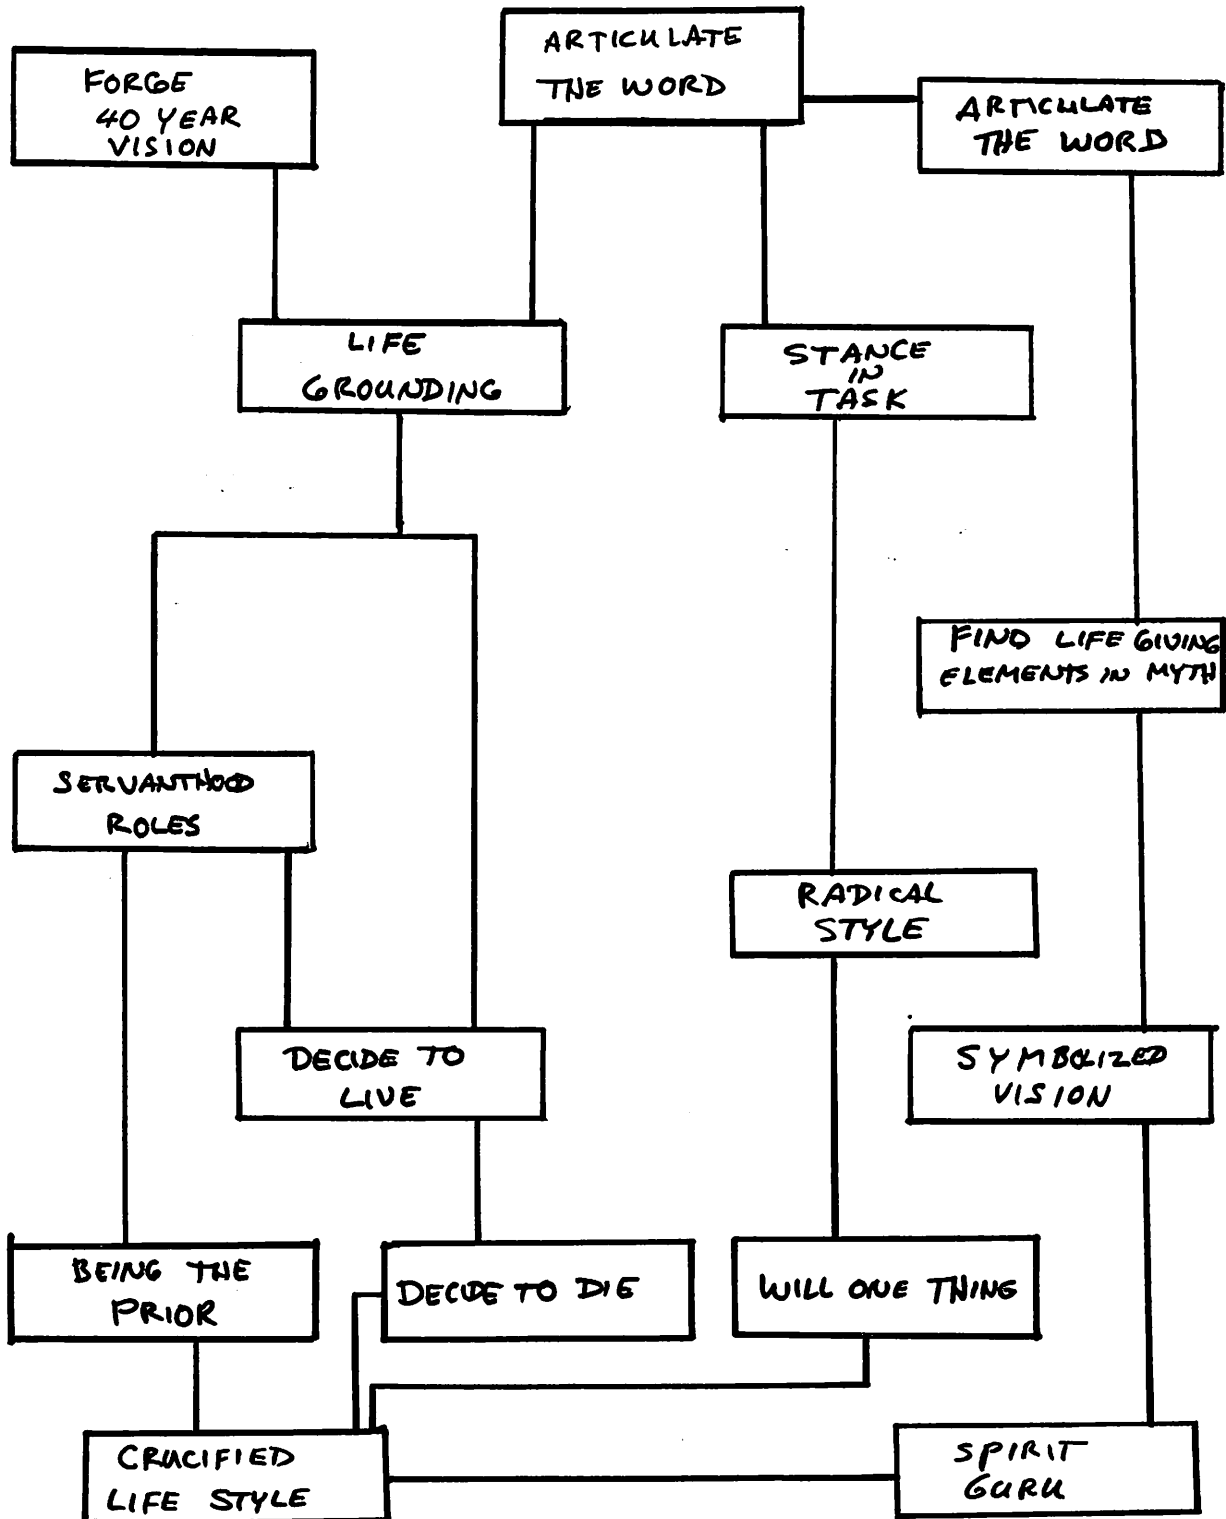 FORGE
40 YEAR
VISION
ARTICULATE
THE WORD
ARTICULATE
THE WORD
LIFE
GROUNDING
STANCE
IN
TASK
FIND LIFE GIVING
ELEMENTS IN MYTH
SERVANTHOOD
ROLES
RADICAL
STYLE
DECIDE TO
LIVE
SYMBOLIZED
VISION
BEING THE
PRIOR
DECIDE TO DIE
WILL ONE THING
CRUCIFIED
LIFE STYLE
SPIRIT
GURU